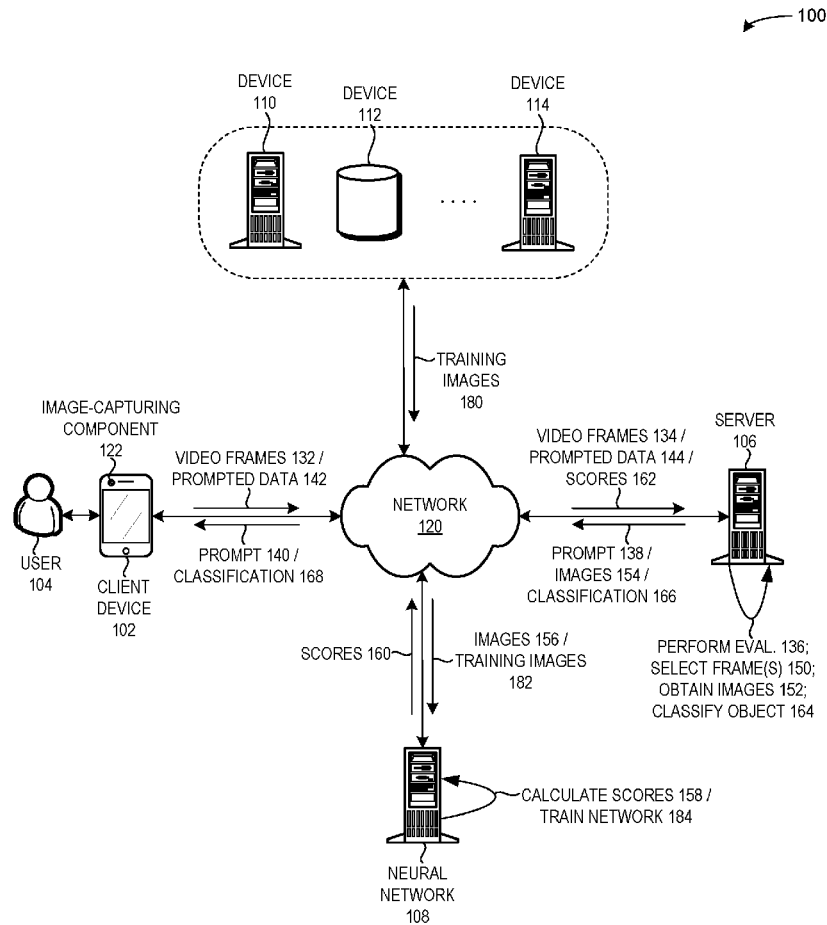 100
DEVICE
110
DEVICE
112
DEVICE
114
. . . .
TRAINING
IMAGES
180
IMAGE-CAPTURING
COMPONENT
122
VIDEO FRAMES 132 /
PROMPTED DATA 142
PROMPT 140 /
CLASSIFICATION 168
USER
104
CLIENT
DEVICE
102
NETWORK
120
VIDEO FRAMES 134 /
PROMPTED DATA 144 /
SCORES 162
PROMPT 138 /
IMAGES 154 /
CLASSIFICATION 166
SERVER
106
PERFORM EVAL. 136;
SELECT FRAME(S) 150;
OBTAIN IMAGES 152;
CLASSIFY OBJECT 164
SCORES 160
IMAGES 156 /
TRAINING IMAGES
182
CALCULATE SCORES 158 /
TRAIN NETWORK 184
NEURAL
NETWORK
108